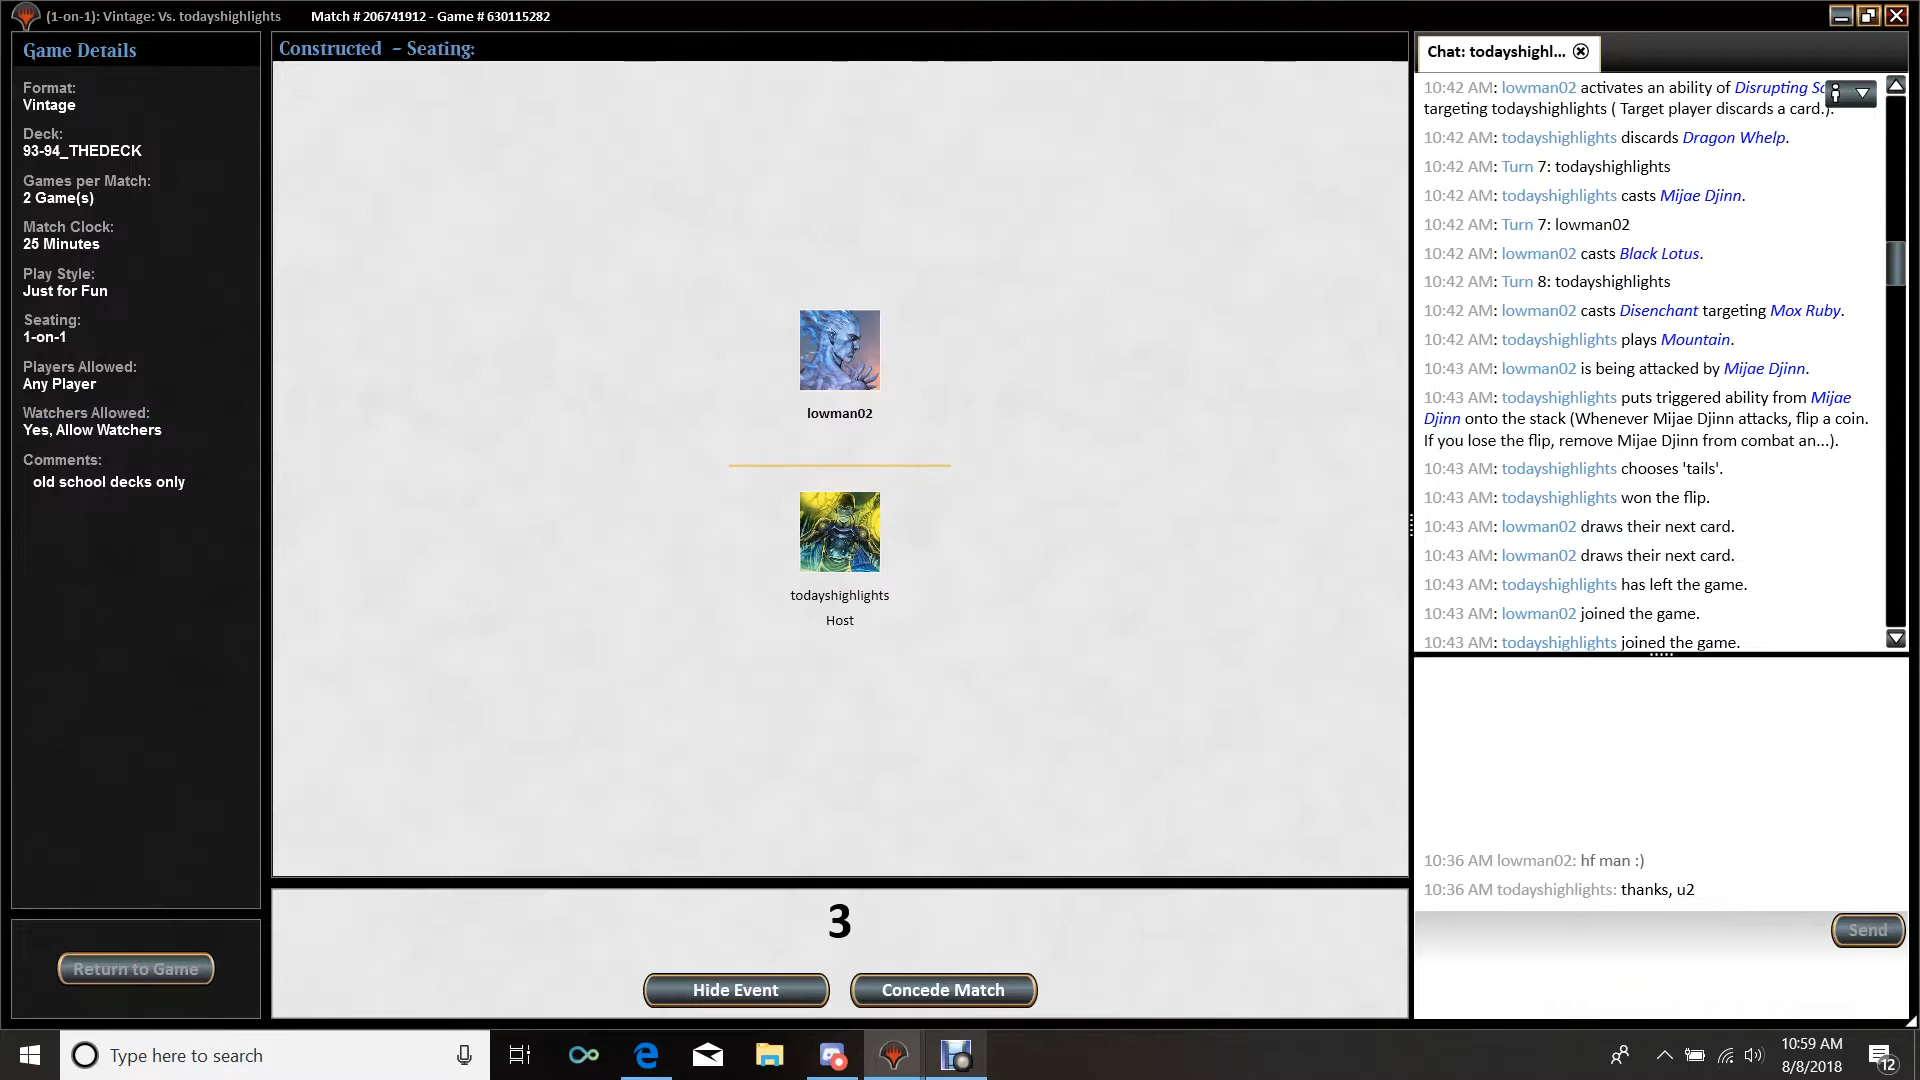 (1-on-1): Vintage: Vs. todayshighlights
Match # 206741912 - Game # 630115282
Game Details
Format:
Vintage
Deck:
93-94_THEDECK
Games per Match:
2 Game(s)
Match Clock:
25 Minutes
Play Style:
Just for Fun
Seating:
1-on-1
Players Allowed:
Any Player
Watchers Allowed:
Yes, Allow Watchers
Comments:
old school decks only
Return to Game
Constructed - Seating:
lowman02
todayshighlights
Host
3
Hide Event
Concede Match
Chat: todayshighl...
10:42 AM: lowman02 activates an ability of Disrupting
targeting todayshighlights ( Target player discards a card.).
10:42 AM: todayshighlights discards Dragon Whelp.
10:42 AM: Turn 7: todayshighlights
10:42 AM: todayshighlights casts Mijae Djinn.
10:42 AM: Turn 7: lowman02
10:42 AM: lowman02 casts Black Lotus.
10:42 AM: Turn 8: todayshighlights
10:42 AM: lowman02 casts Disenchant targeting Mox Ruby.
10:42 AM: todayshighlights plays Mountain.
10:43 AM: lowman02 is being attacked by Mijae Djinn.
10:43 AM: todayshighlights puts triggered ability from Mijae
Djinn onto the stack (Whenever Mijae Djinn attacks, flip a coin.
If you lose the flip, remove Mijae Djinn from combat an...).
10:43 AM: todayshighlights chooses 'tails'.
10:43 AM: todayshighlights won the flip.
10:43 AM: lowman02 draws their next card.
10:43 AM: lowman02 draws their next card.
10:43 AM: todayshighlights has left the game.
10:43 AM: lowman02 joined the game.
10:43 AM: todayshighlights joined the game.
10:36 AM lowman02: hf man :)
10:36 AM todayshighlights: thanks, u2
Send
Type here to search
10:59 AM
8/8/2018
12